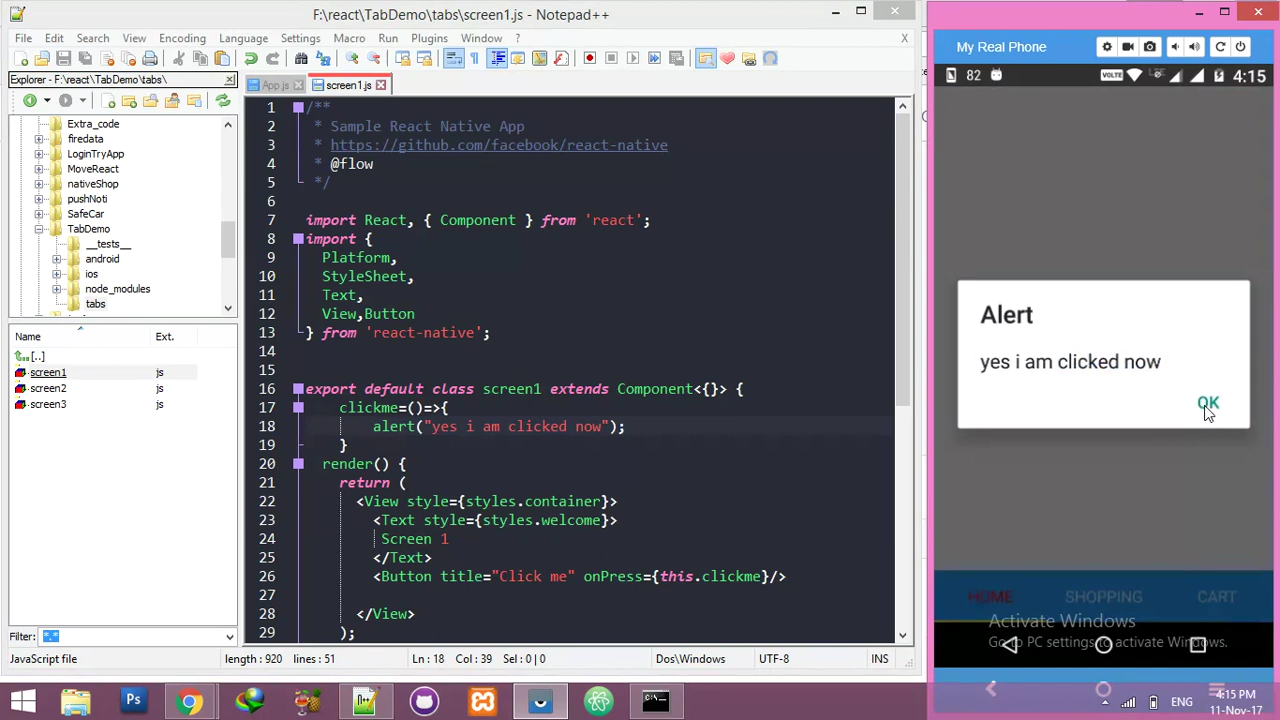 F:\react\TabDemo\tabs\screen1.js - Notepad++
File Edit Search View Encoding Language Settings Macro Run Plugins Window ? X
Explorer - F:\react\TabDemo\tabs\
App.js screen1.js
Extra_code
firedata
LoginTryApp
MoveReact
nativeShop
pushNoti
SafeCar
TabDemo
__tests__
android
ios
node_modules
tabs
Name Ext.
[..]
screen1 js
screen2 js
screen3 js
Filter: *.*
1 /**
2 * Sample React Native App
3 * https://github.com/facebook/react-native
4 * @flow
5 */
6
7 import React, { Component } from 'react';
8 import {
9 Platform,
10 StyleSheet,
11 Text,
12 View,Button
13 } from 'react-native';
14
15
16 export default class screen1 extends Component<{}> {
17 clickme=()=>{
18 alert("yes i am clicked now");
19 }
20 render() {
21 return (
22 <View style={styles.container}>
23 <Text style={styles.welcome}>
24 Screen 1
25 </Text>
26 <Button title="Click me" onPress={this.clickme}/>
27
28 </View>
29 );
JavaScript file length : 920 lines : 51 Ln : 18 Col : 39 Sel : 0 | 0 Dos\Windows UTF-8 INS
My Real Phone
82 VOLTE 4:15
Alert
yes i am clicked now
OK
HOME SHOPPING CART
Activate Windows
Go to PC settings to activate Windows.
Ps
ENG
4:15 PM
11-Nov-17